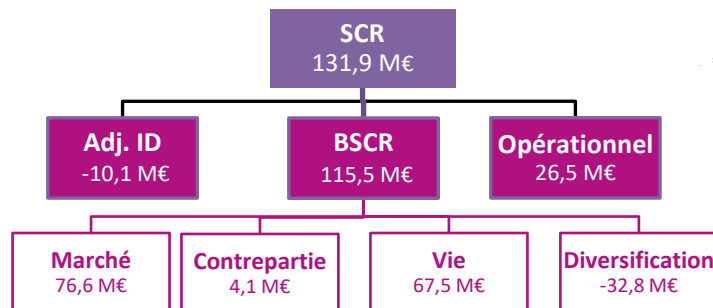 SCR
131,9 M€
Adj. ID
-10,1 M€
BSCR
115,5 M€
Opérationnel
26,5 M€
Marché
76,6 M€
Contrepartie
4,1 M€
Vie
67,5 M€
Diversification
-32,8 M€